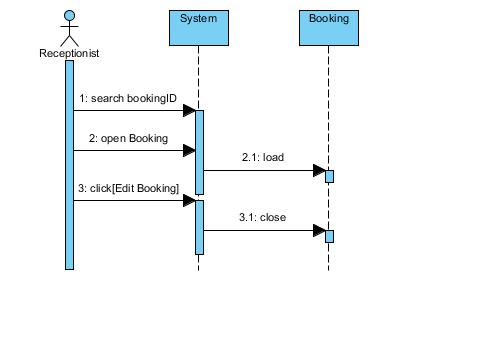 System
Booking
Receptionist
1: search bookingID
2: open Booking
2.1: load
3: click[Edit Booking]
3.1: close